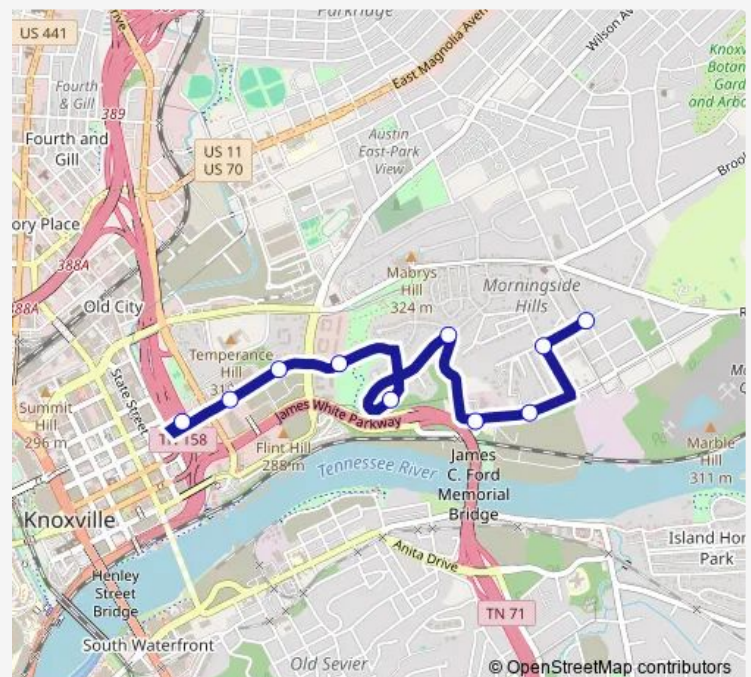 Parkridge
US 441
Wilson Av
East Magnolia Aven
Knoxv
Botan
Gard
and Arbo
Fourth
& Gill
389
Austin
East-Park
View
Fourth and
Gill
US 11
US 70
Brook
ory Place
388A
Mabrys
Hill
324 m
Morningside
Hills
88A
Old City
Temperance
Hill
State Street
Summit
Hill
296 m
TN 158
James White Parkway
Flint Hill
288 m
Tennessee River
James
C. Ford
Memorial
Bridge
Marble
Hill
311 m
Knoxville
Island Hom
Park
Anita Drive
Henley
Street
Bridge
TN 71
South Waterfront
Old Sevier
© OpenStreetMap contributors